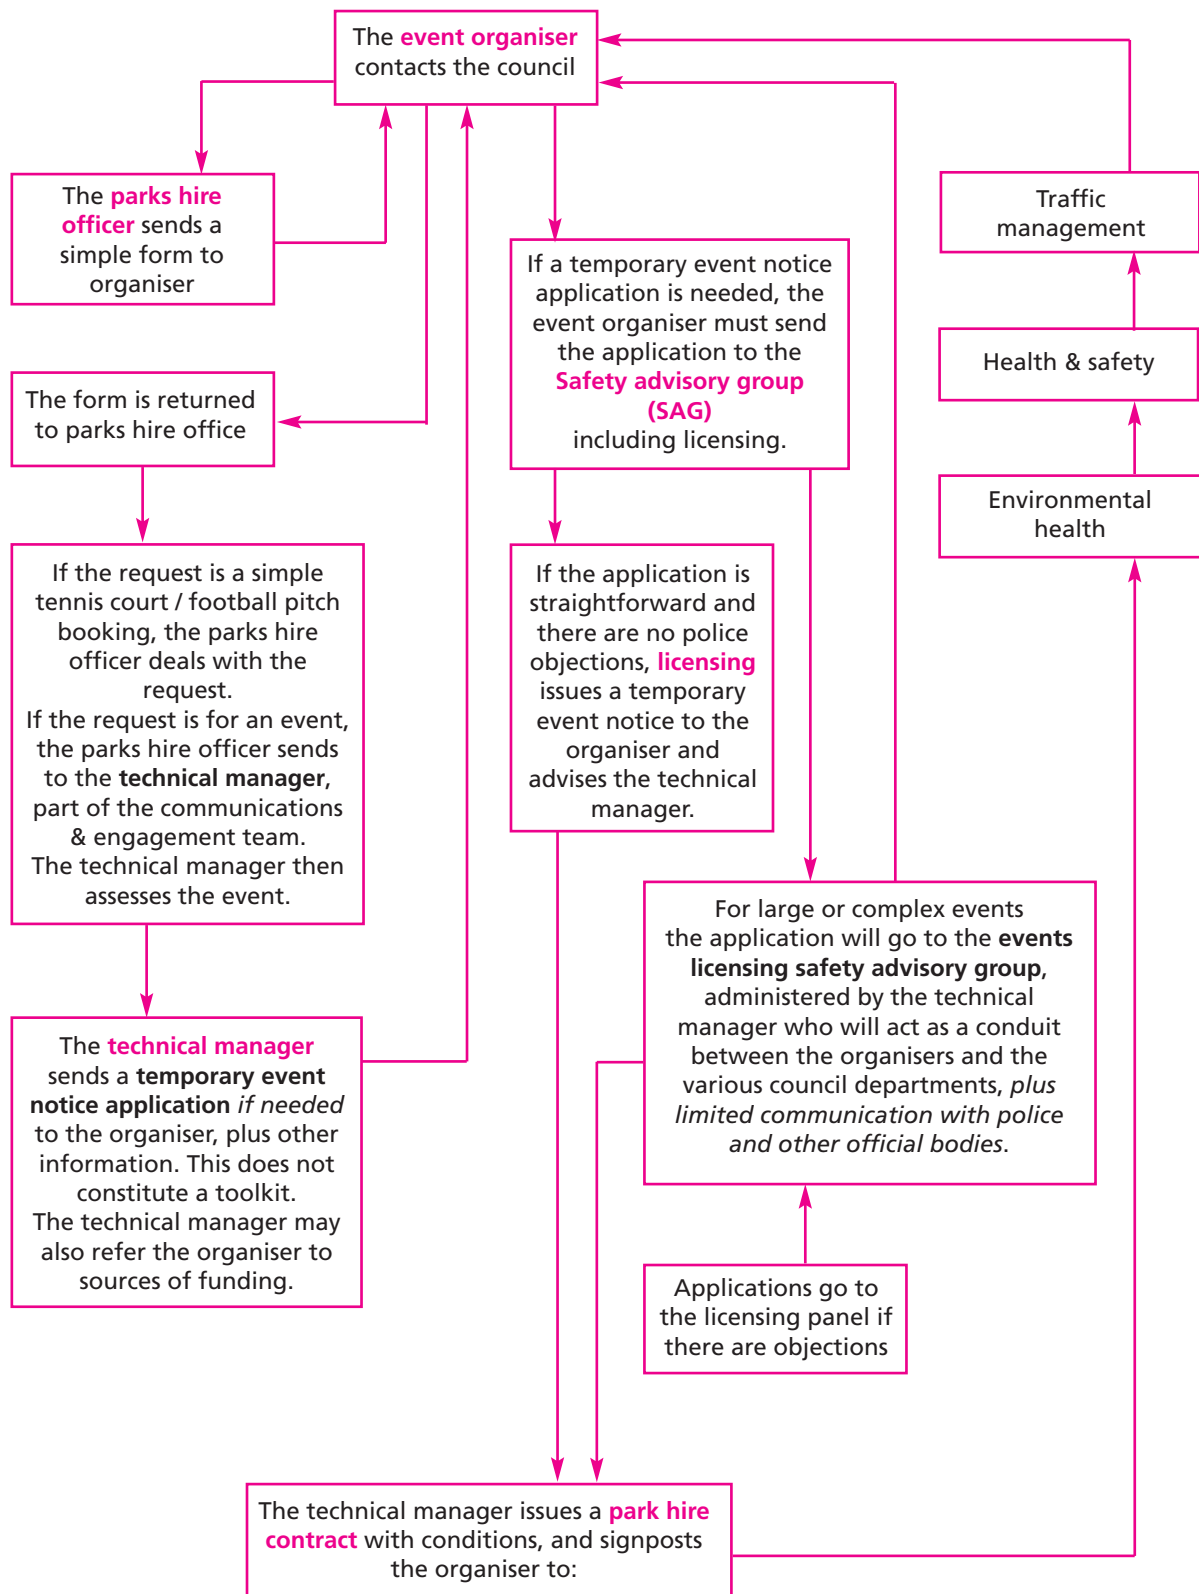 The event organiser
contacts the council
The parks hire
officer sends a
simple form to
organiser
Traffic
management
If a temporary event notice
application is needed, the
event organiser must send
the application to the
Safety advisory group
(SAG)
including licensing.
Health & safety
The form is returned
to parks hire office
Environmental
health
If the request is a simple
tennis court / football pitch
booking, the parks hire
officer deals with the
request.
If the request is for an event,
the parks hire officer sends
to the technical manager,
part of the communications
& engagement team.
The technical manager then
assesses the event.
If the application is
straightforward and
there are no police
objections, licensing
issues a temporary
event notice to the
organiser and
advises the technical
manager.
For large or complex events
the application will go to the events
licensing safety advisory group,
administered by the technical
manager who will act as a conduit
between the organisers and the
various council departments, plus
limited communication with police
and other official bodies.
The technical manager
sends a temporary event
notice application if needed
to the organiser, plus other
information. This does not
constitute a toolkit.
The technical manager may
also refer the organiser to
sources of funding.
Applications go to
the licensing panel if
there are objections
The technical manager issues a park hire
contract with conditions, and signposts
the organiser to: